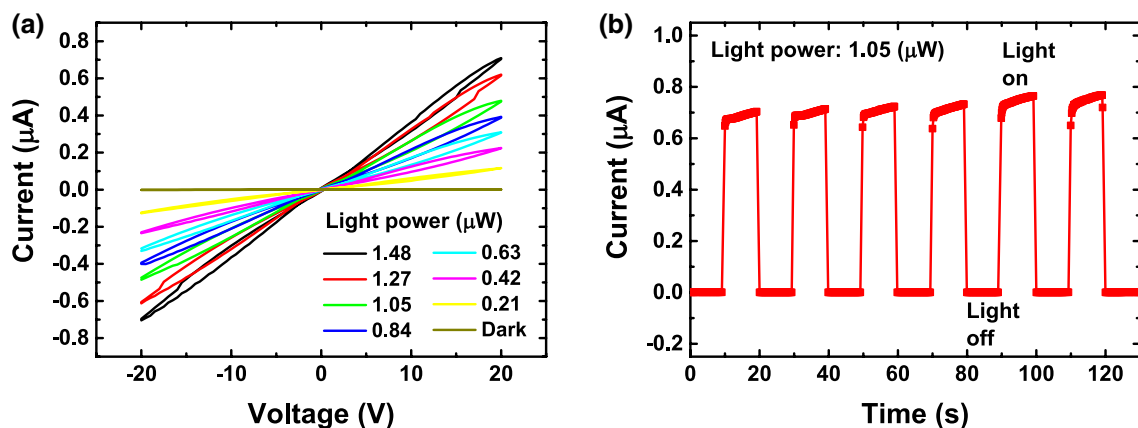 (a)
0.8
0.6
0.4
0.2
0.0
-0.2
-0.4
-0.6
-0.8
Current (μA)
Light power (μW)
1.48 0.63
1.27 0.42
1.05 0.21
0.84 Dark
-20 -10 0 10 20
Voltage (V)
(b)
1.0
0.8
0.6
0.4
0.2
0.0
-0.2
Current (μA)
Light power: 1.05 (μW)
Light
on
Light
off
0 20 40 60 80 100 120
Time (s)